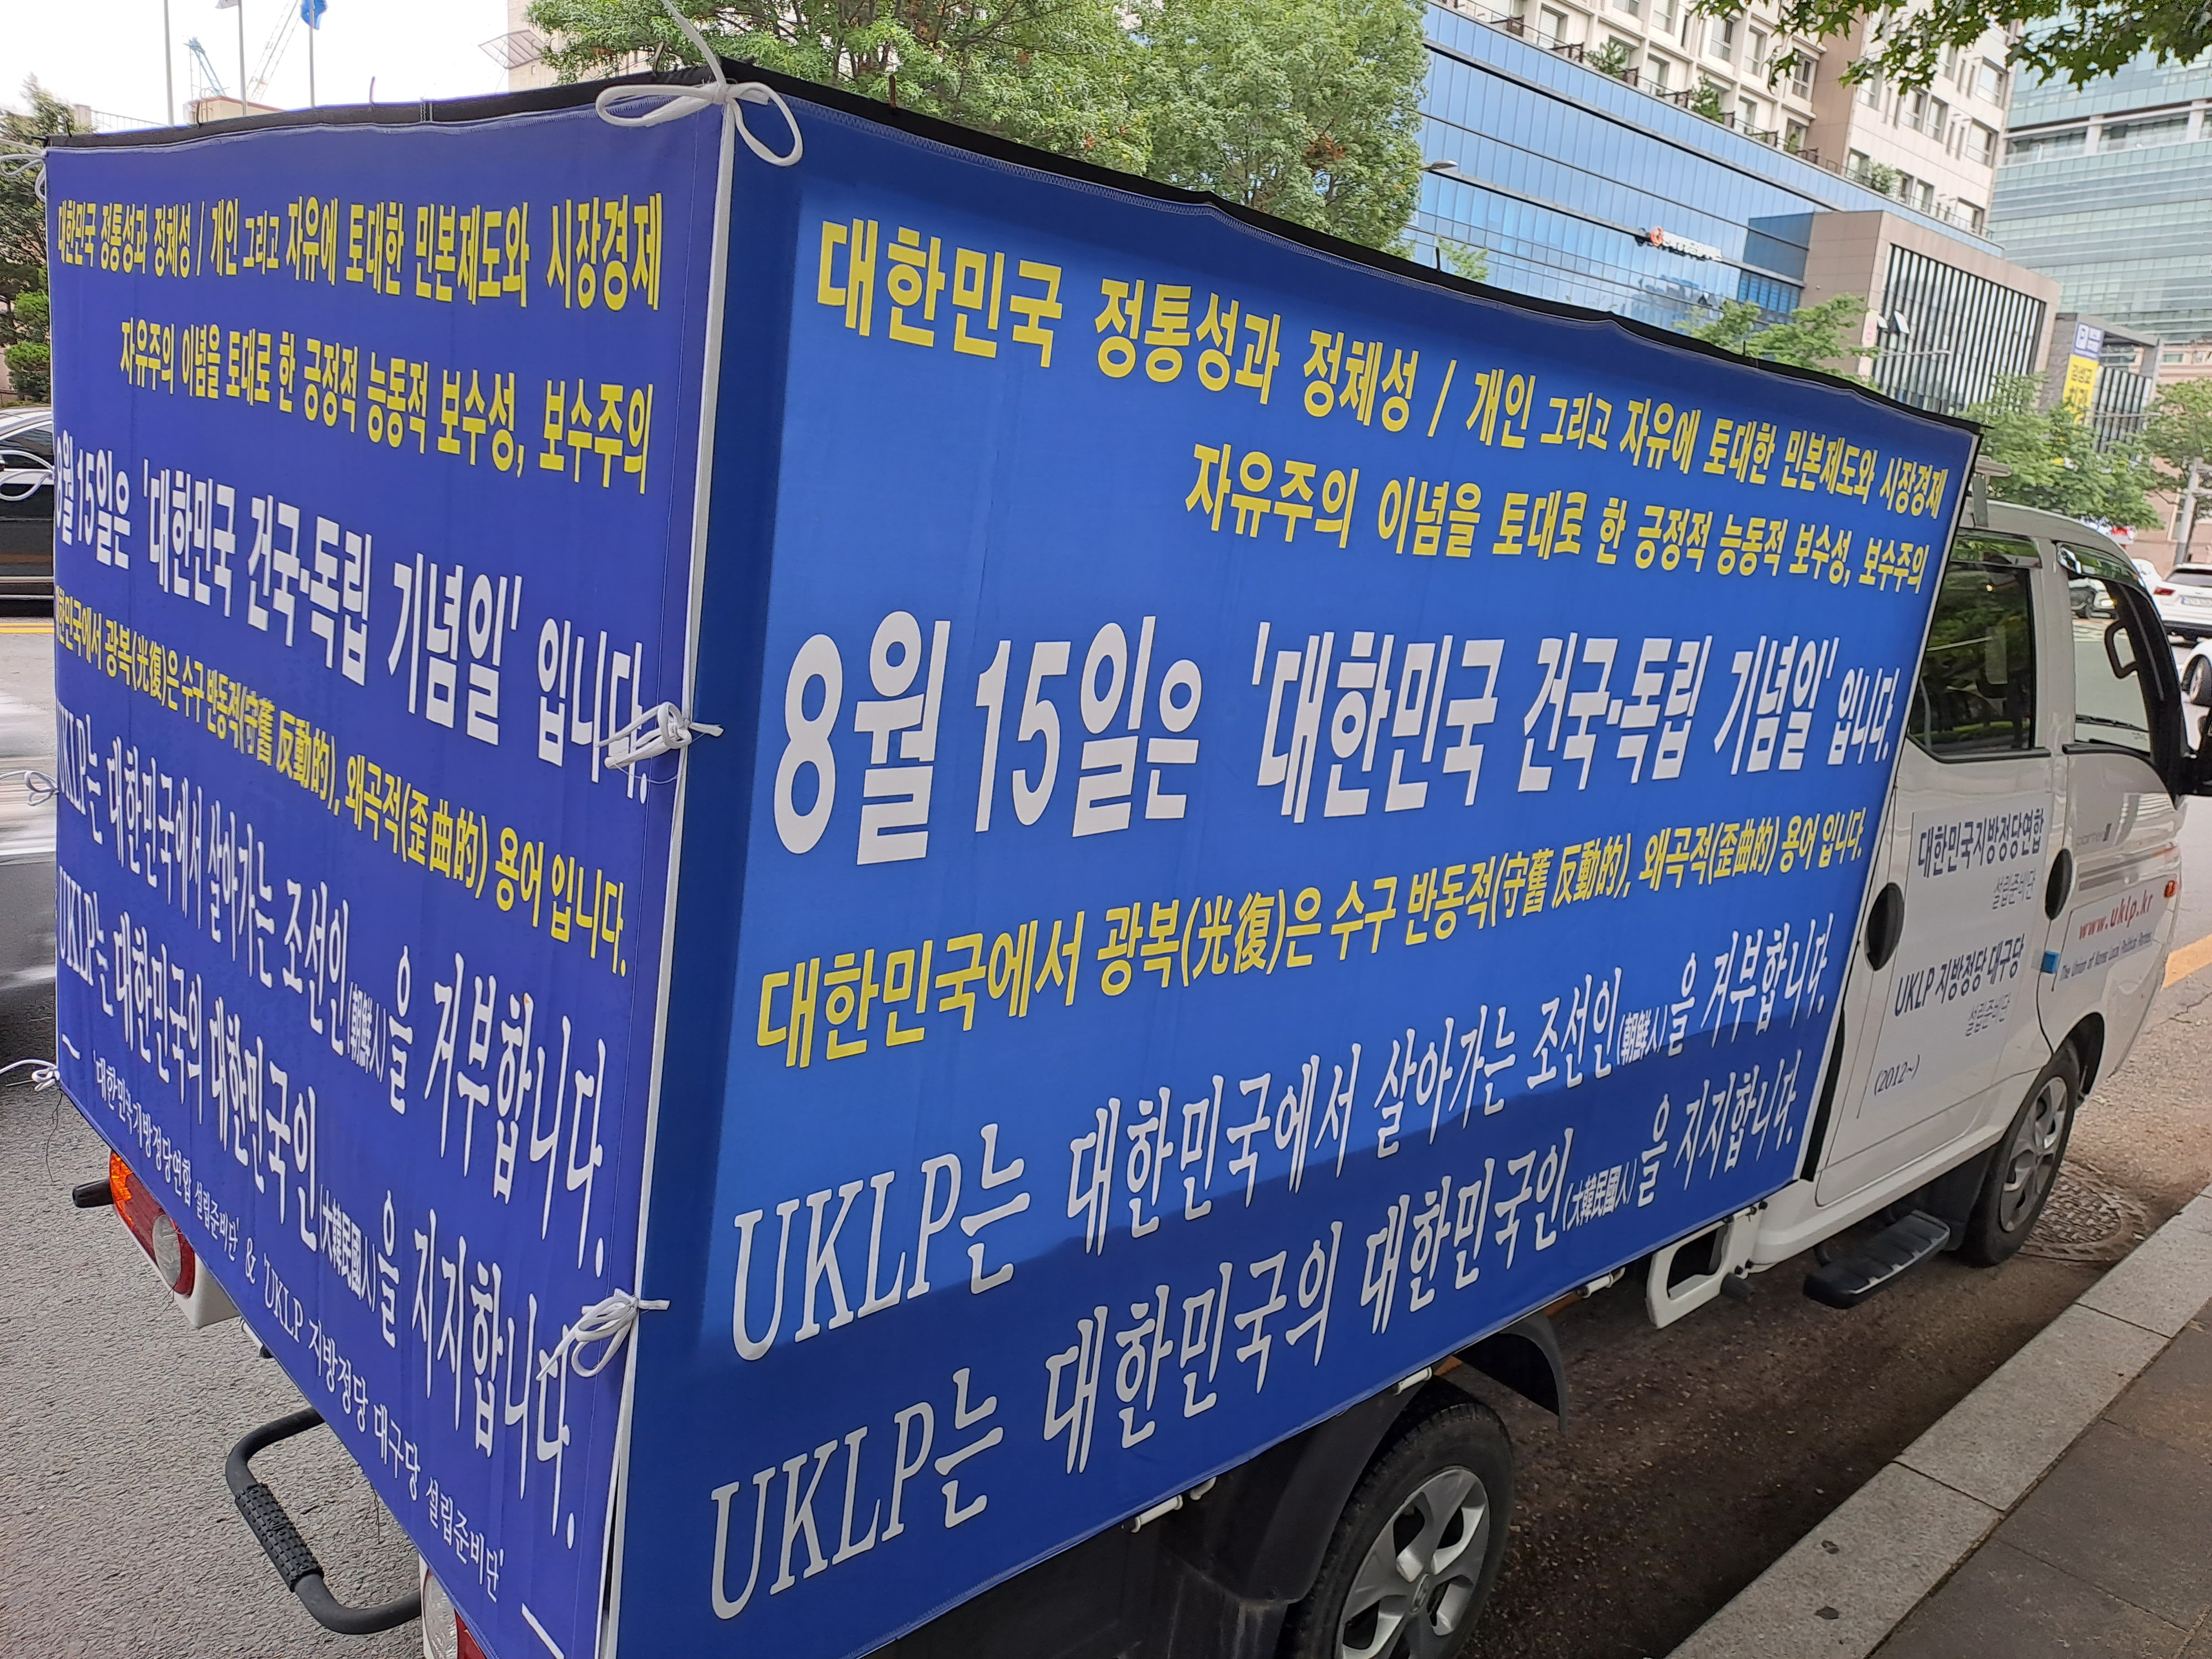 대한민국 정통성과 정체성 / 개인 그리고 자유에 토대한 민본제도와 시장경제
자유주의 이념을 토대로 한 긍정적 능동적 보수성, 보수주의
8월 15일은 '대한민국 건국·독립 기념일' 입니다.
한민국에서 광복(光復)은 수구 반동적(守舊 反動的), 왜곡적(歪曲的) 용어 입니다.
UKLP는 대한민국에서 살아가는 조선인(朝鮮人)을 거부합니다.
UKLP는 대한민국의 대한민국인(大韓民國人)을 지지합니다.
'대한민국지방정당연합 설립준비단' & 'UKLP 지방정당 대구당 설립준비단'
대한민국 정통성과 정체성 / 개인 그리고 자유에 토대한 민본제도와 시장경제
자유주의 이념을 토대로 한 긍정적 능동적 보수성, 보수주의
8월 15일은 '대한민국 건국·독립 기념일' 입니다.
대한민국에서 광복(光復)은 수구 반동적(守舊 反動的), 왜곡적(歪曲的) 용어 입니다.
UKLP는 대한민국에서 살아가는 조선인(朝鮮人)을 거부합니다.
UKLP는 대한민국의 대한민국인(大韓民國人)을 지지합니다.
대한민국지방정당연합
설립준비단
UKLP 지방정당 대구당
설립준비단
(2012~)
www.uklp.kr
The Union of Korea Local Political Parties